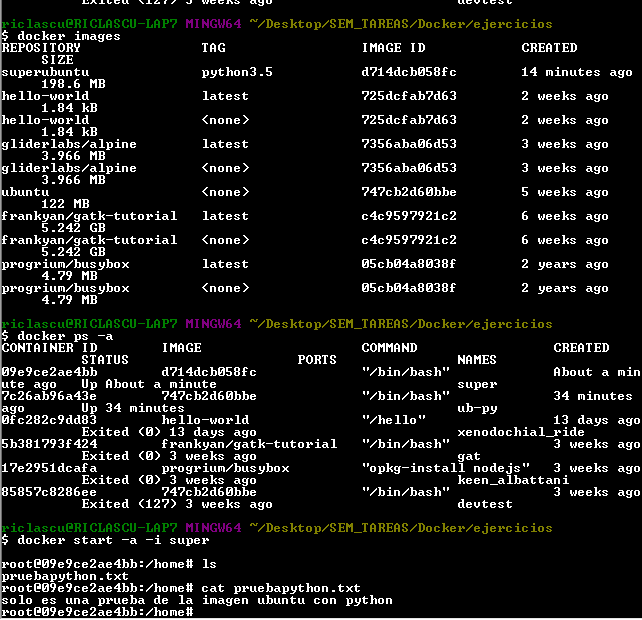 Exited (127) 3 weeks ago devtest
riclascu@RICLASCU-LAP7 MINGW64 ~/Desktop/SEM_TAREAS/Docker/ejercicios
$ docker images
REPOSITORY TAG IMAGE ID CREATED
SIZE
superubuntu python3.5 d714dcb058fc 14 minutes ago
198.6 MB
hello-world latest 725dcfab7d63 2 weeks ago
1.84 kB
hello-world <none> 725dcfab7d63 2 weeks ago
1.84 kB
gliderlabs/alpine latest 7356aba06d53 3 weeks ago
3.966 MB
gliderlabs/alpine <none> 7356aba06d53 3 weeks ago
3.966 MB
ubuntu <none> 747cb2d60bbe 5 weeks ago
122 MB
frankyan/gatk-tutorial latest c4c9597921c2 6 weeks ago
5.242 GB
frankyan/gatk-tutorial <none> c4c9597921c2 6 weeks ago
5.242 GB
progrium/busybox latest 05cb04a8038f 2 years ago
4.79 MB
progrium/busybox <none> 05cb04a8038f 2 years ago
4.79 MB
riclascu@RICLASCU-LAP7 MINGW64 ~/Desktop/SEM_TAREAS/Docker/ejercicios
$ docker ps -a
CONTAINER ID IMAGE COMMAND CREATED
STATUS PORTS NAMES
09e9ce2ae4bb d714dcb058fc "/bin/bash" About a min
ute ago Up About a minute super
7c26ab96a43e 747cb2d60bbe "/bin/bash" 34 minutes
ago Up 34 minutes ub-py
0fc282c9dd83 hello-world "/hello" 13 days ago
Exited (0) 13 days ago xenodochial_ride
5b381793f424 frankyan/gatk-tutorial "/bin/bash" 3 weeks ago
Exited (0) 3 weeks ago gat
17e2951dcafa progrium/busybox "opkg-install nodejs" 3 weeks ago
Exited (0) 3 weeks ago keen_albattani
85857c8286ee 747cb2d60bbe "/bin/bash" 3 weeks ago
Exited (127) 3 weeks ago devtest
riclascu@RICLASCU-LAP7 MINGW64 ~/Desktop/SEM_TAREAS/Docker/ejercicios
$ docker start -a -i super
root@09e9ce2ae4bb:/home# ls
pruebapython.txt
root@09e9ce2ae4bb:/home# cat pruebapython.txt
solo es una prueba de la imagen ubuntu con python
root@09e9ce2ae4bb:/home#